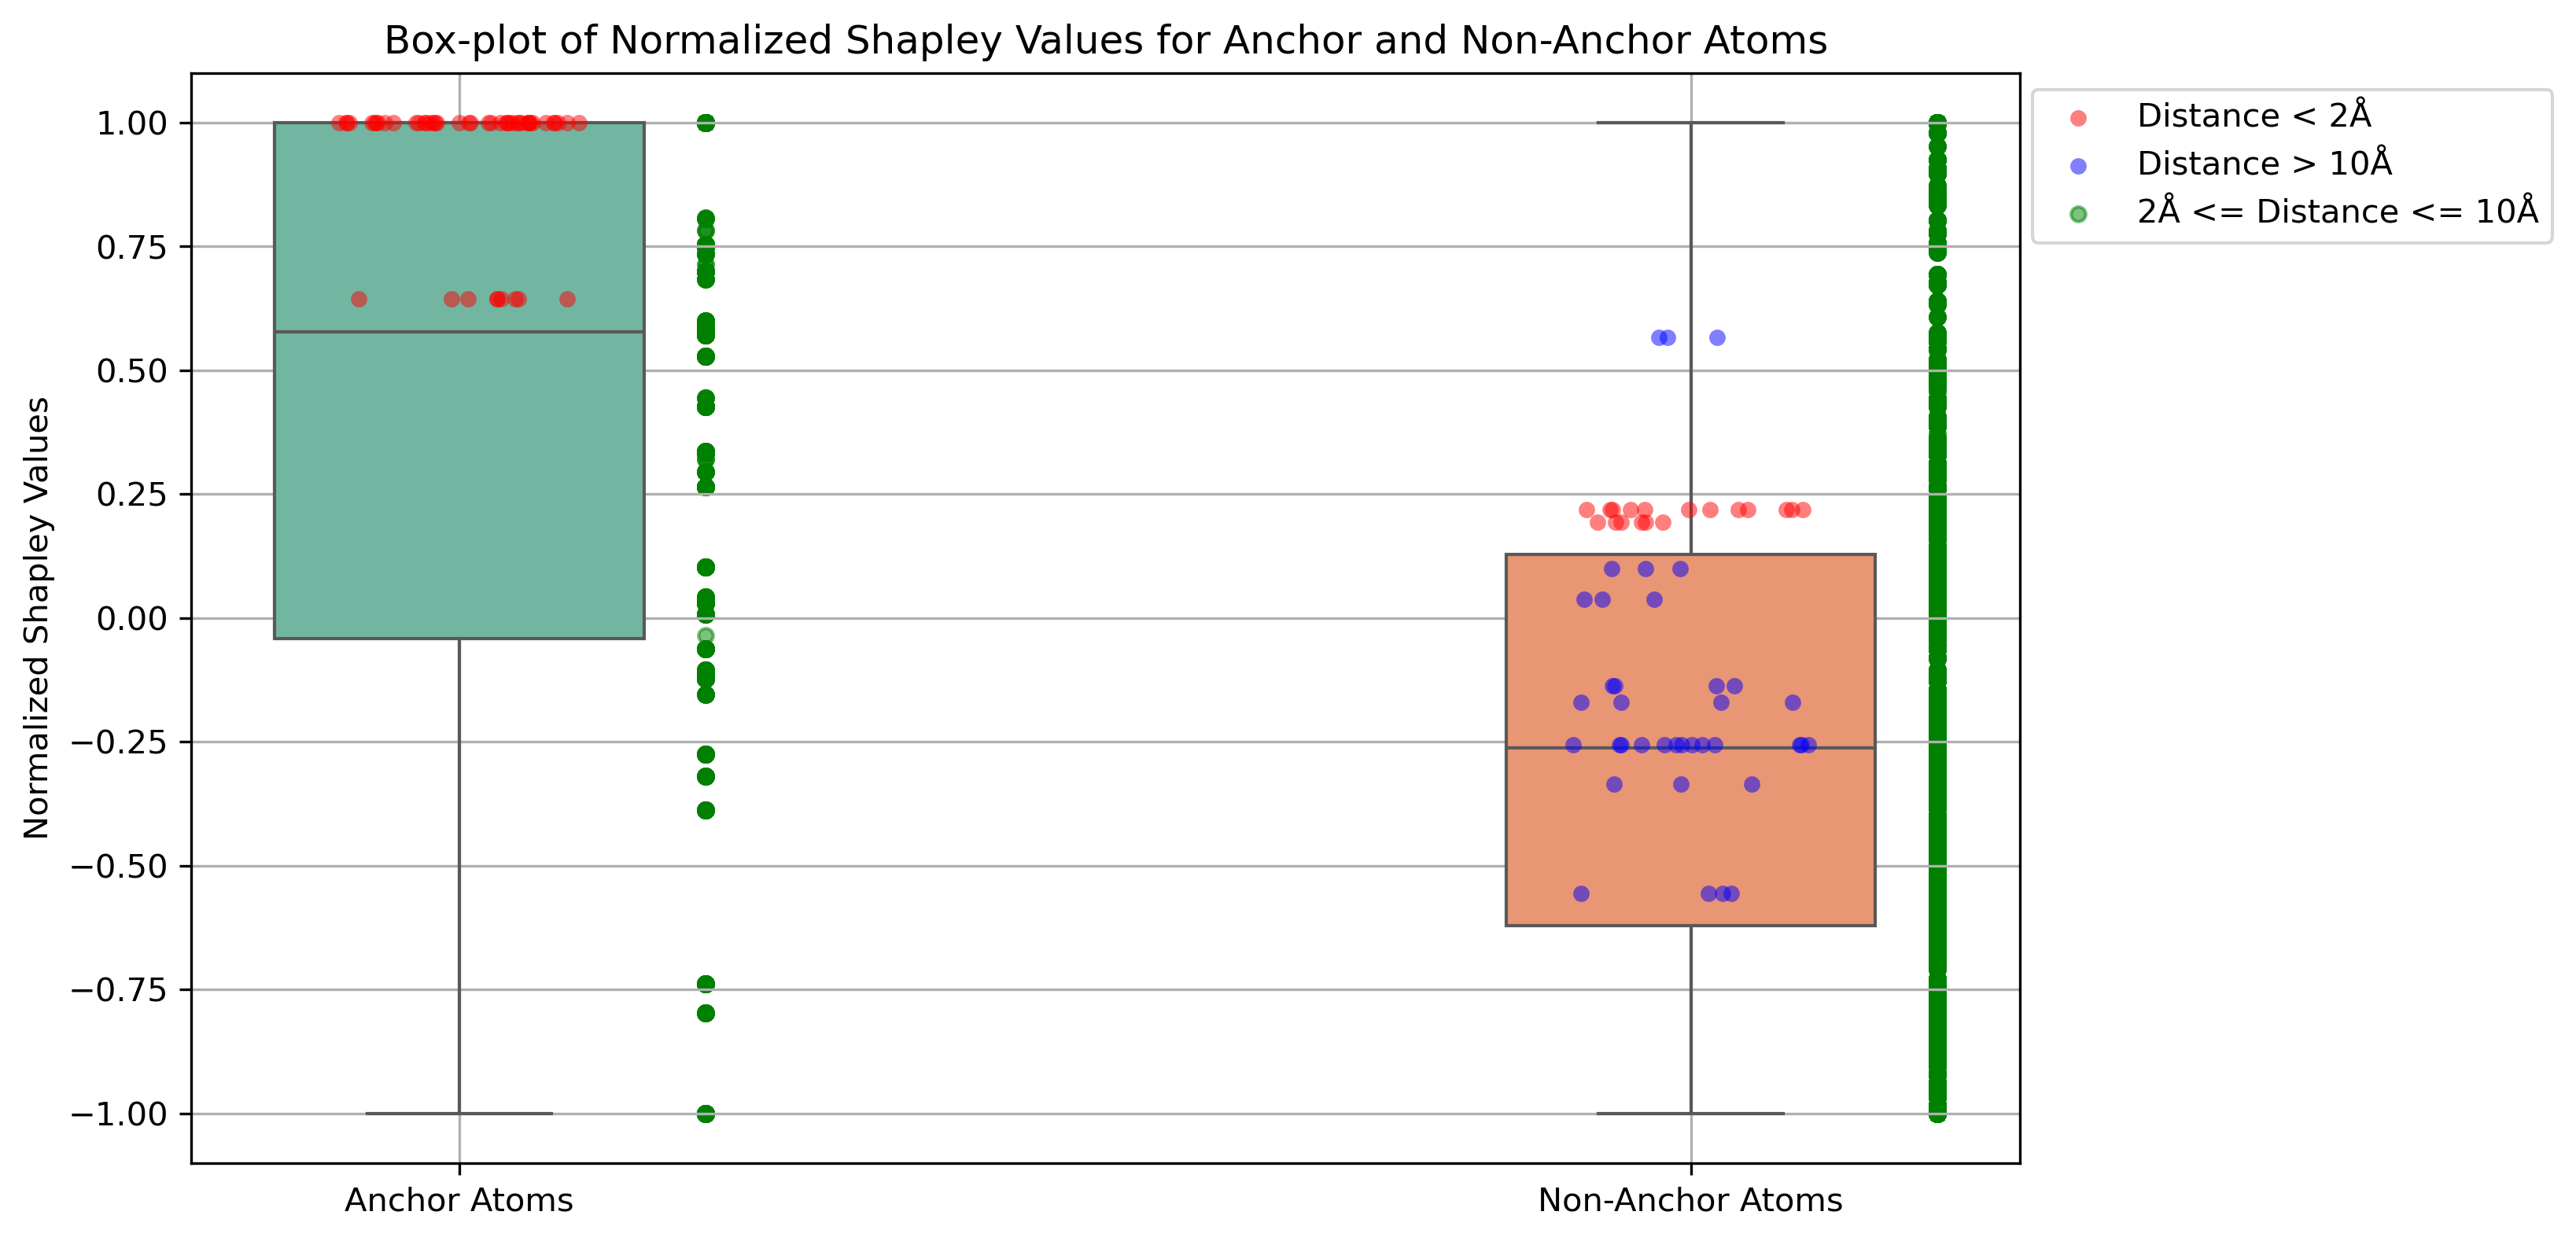 Box-plot of Normalized Shapley Values for Anchor and Non-Anchor Atoms
Normalized Shapley Values
1.00
0.75
0.50
0.25
0.00
−0.25
−0.50
−0.75
−1.00
Anchor Atoms
Non-Anchor Atoms
Distance < 2Å
Distance > 10Å
2Å <= Distance <= 10Å